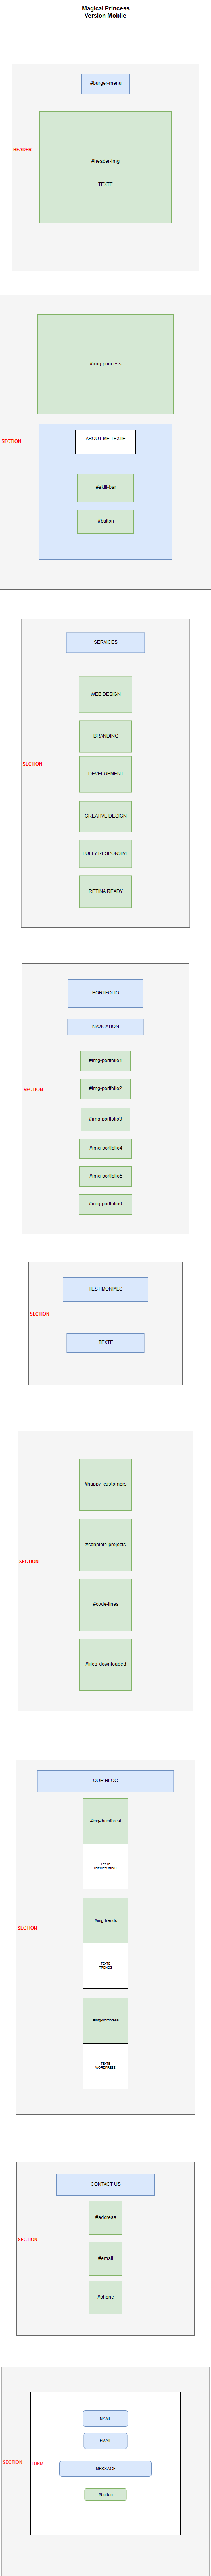 Magical Princess
Version Mobile
#burger-menu
HEADER
#header-img
TEXTE
#img-princess
SECTION
ABOUT ME TEXTE
#skill-bar
#button
SERVICES
WEB DESIGN
BRANDING
SECTION
DEVELOPMENT
CREATIVE DESIGN
FULLY RESPONSIVE
RETINA READY
PORTFOLIO
NAVIGATION
#img-portfolio1
SECTION
#img-portfolio2
#img-portfolio3
#img-portfolio4
#img-portfolio5
#img-portfolio6
TESTIMONIALS
SECTION
TEXTE
#happy_customers
#conplete-projects
SECTION
#code-lines
#files-downloaded
OUR BLOG
#img-themforest
TEXTE
THEMEFOREST
#img-trends
SECTION
TEXTE
TRENDS
#img-wordpress
TEXTE
WORDPRESS
CONTACT US
#address
SECTION
#email
#phone
NAME
EMAIL
SECTION
FORM
MESSAGE
#button